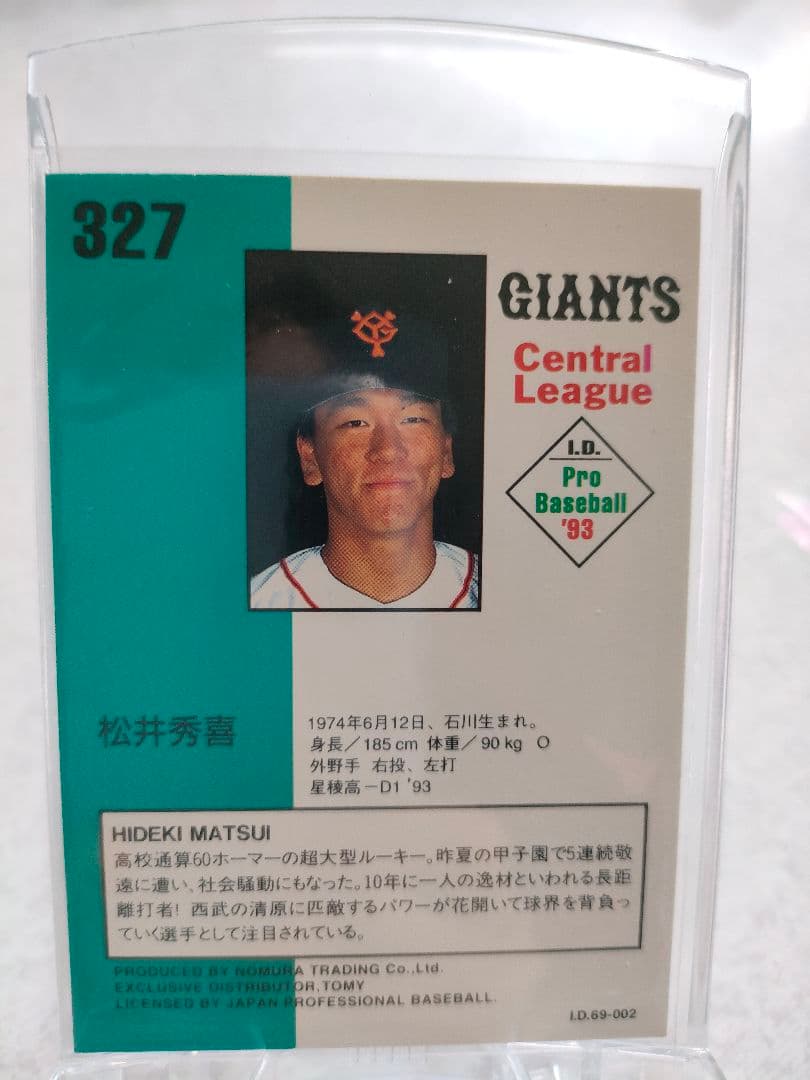 327
GIANTS
Central
League
I.D.
Pro
Baseball
'93
松井秀喜
1974年6月12日、石川生まれ。
身長／185cm 体重／90kg O
外野手 右投、左打
星稜高－D1 '93
HIDEKI MATSUI
高校通算60ホーマーの超大型ルーキー。昨夏の甲子園で5連続敬
遠に遭い、社会騒動にもなった。10年に一人の逸材といわれる長距
離打者! 西武の清原に匹敵するパワーが花開いて球界を背負っ
ていく選手として注目されている。
PRODUCED BY NOMURA TRADING Co.,Ltd.
EXCLUSIVE DISTRIBUTOR,TOMY
LICENSED BY JAPAN PROFESSIONAL BASEBALL.
I.D.69-002